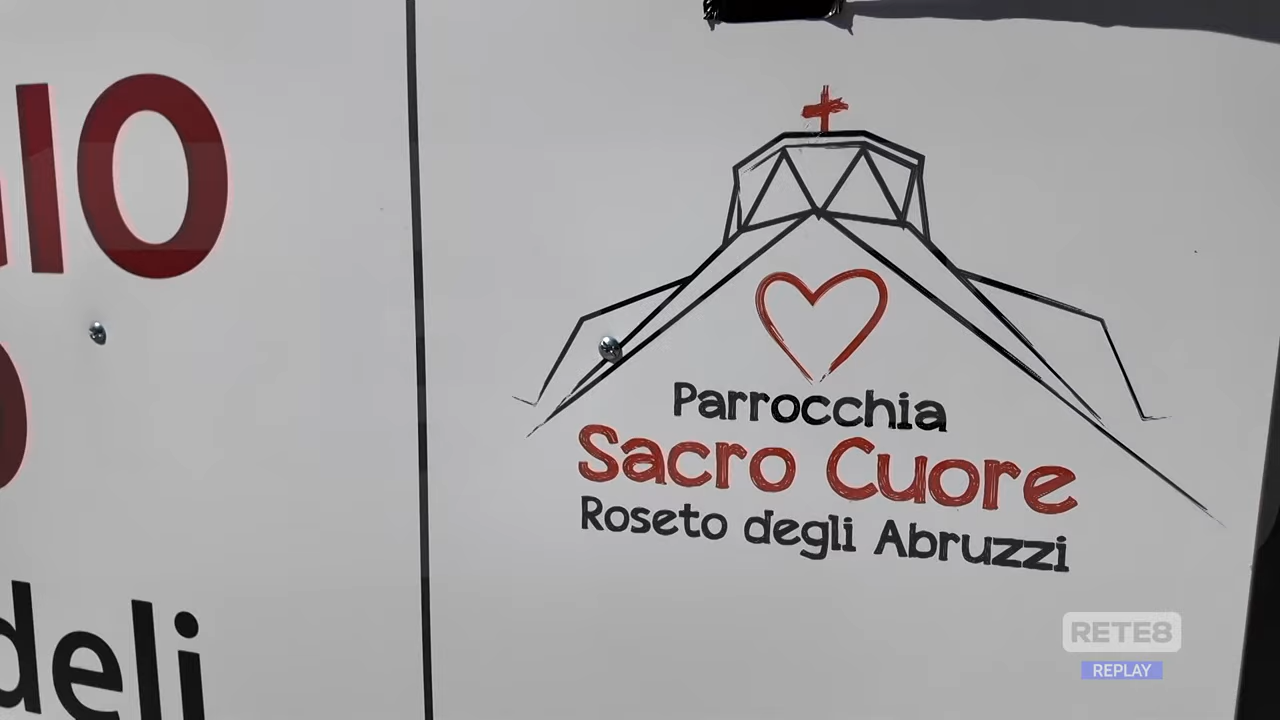 Parrocchia
Sacro Cuore
Roseto degli Abruzzi
RETE8
REPLAY